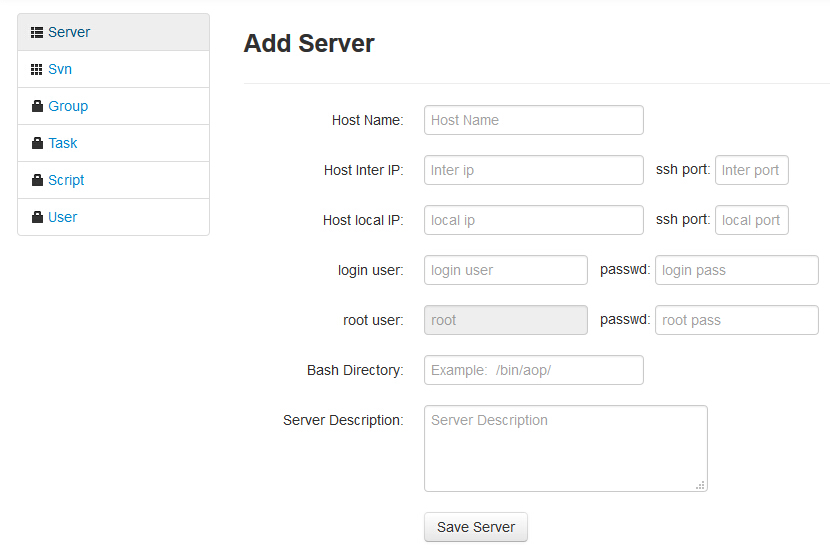 Server
Svn
Group
Task
Script
User
Add Server
Host Name: Host Name
Host Inter IP: Inter ip ssh port: Inter port
Host local IP: local ip ssh port: local port
login user: login user passwd: login pass
root user: root passwd: root pass
Bash Directory: Example: /bin/aop/
Server Description: Server Description
Save Server